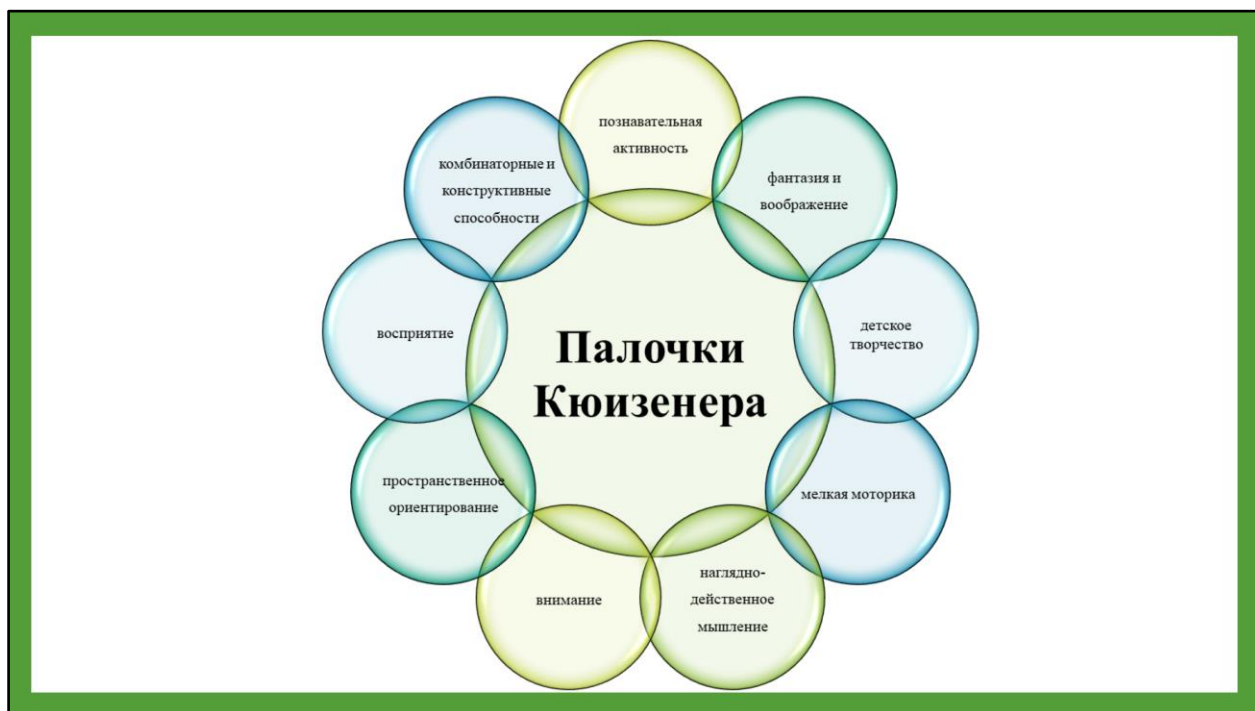 познавательная
активность
фантазия и
воображение
детское
творчество
мелкая моторика
наглядно-
действенное
мышление
внимание
пространственное
ориентирование
восприятие
комбинаторные и
конструктивные
способности
Палочки
Кюизенера